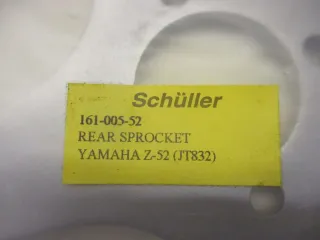 Schüller
161-005-52
REAR SPROCKET
YAMAHA Z-52 (JT832)